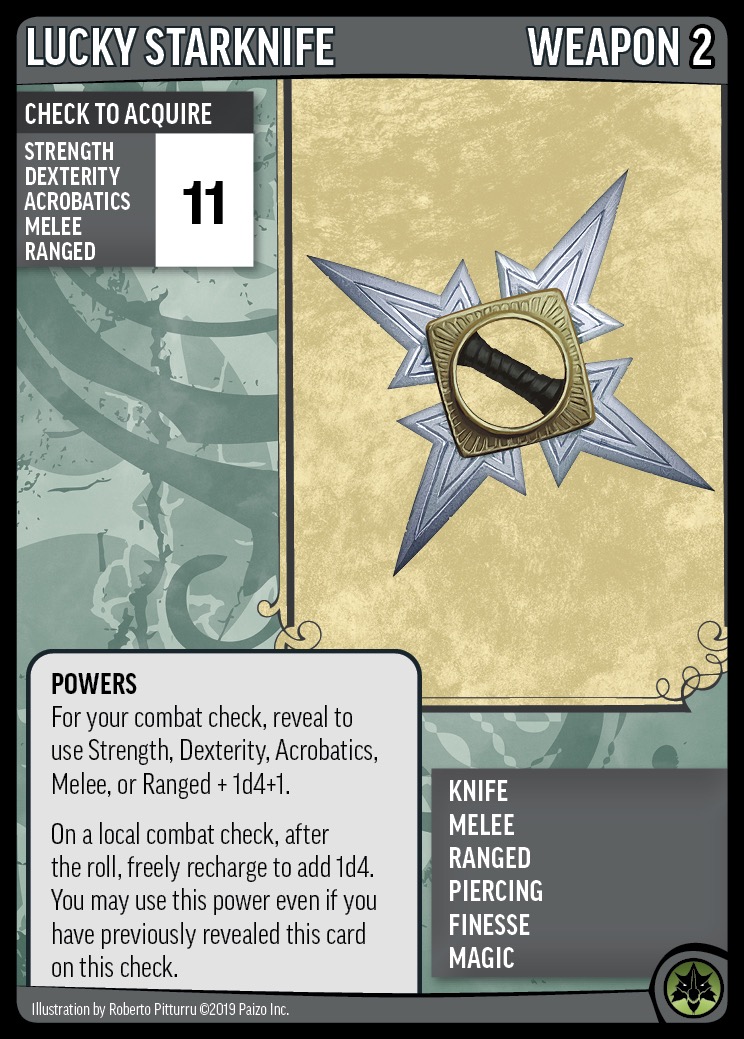 LUCKY STARKNIFE
WEAPON 2
CHECK TO ACQUIRE
STRENGTH
DEXTERITY
ACROBATICS
MELEE
RANGED
11
POWERS
For your combat check, reveal to
use Strength, Dexterity, Acrobatics,
Melee, or Ranged + 1d4+1.
On a local combat check, after
the roll, freely recharge to add 1d4.
You may use this power even if you
have previously revealed this card
on this check.
KNIFE
MELEE
RANGED
PIERCING
FINESSE
MAGIC
Illustration by Roberto Pitturru ©2019 Paizo Inc.